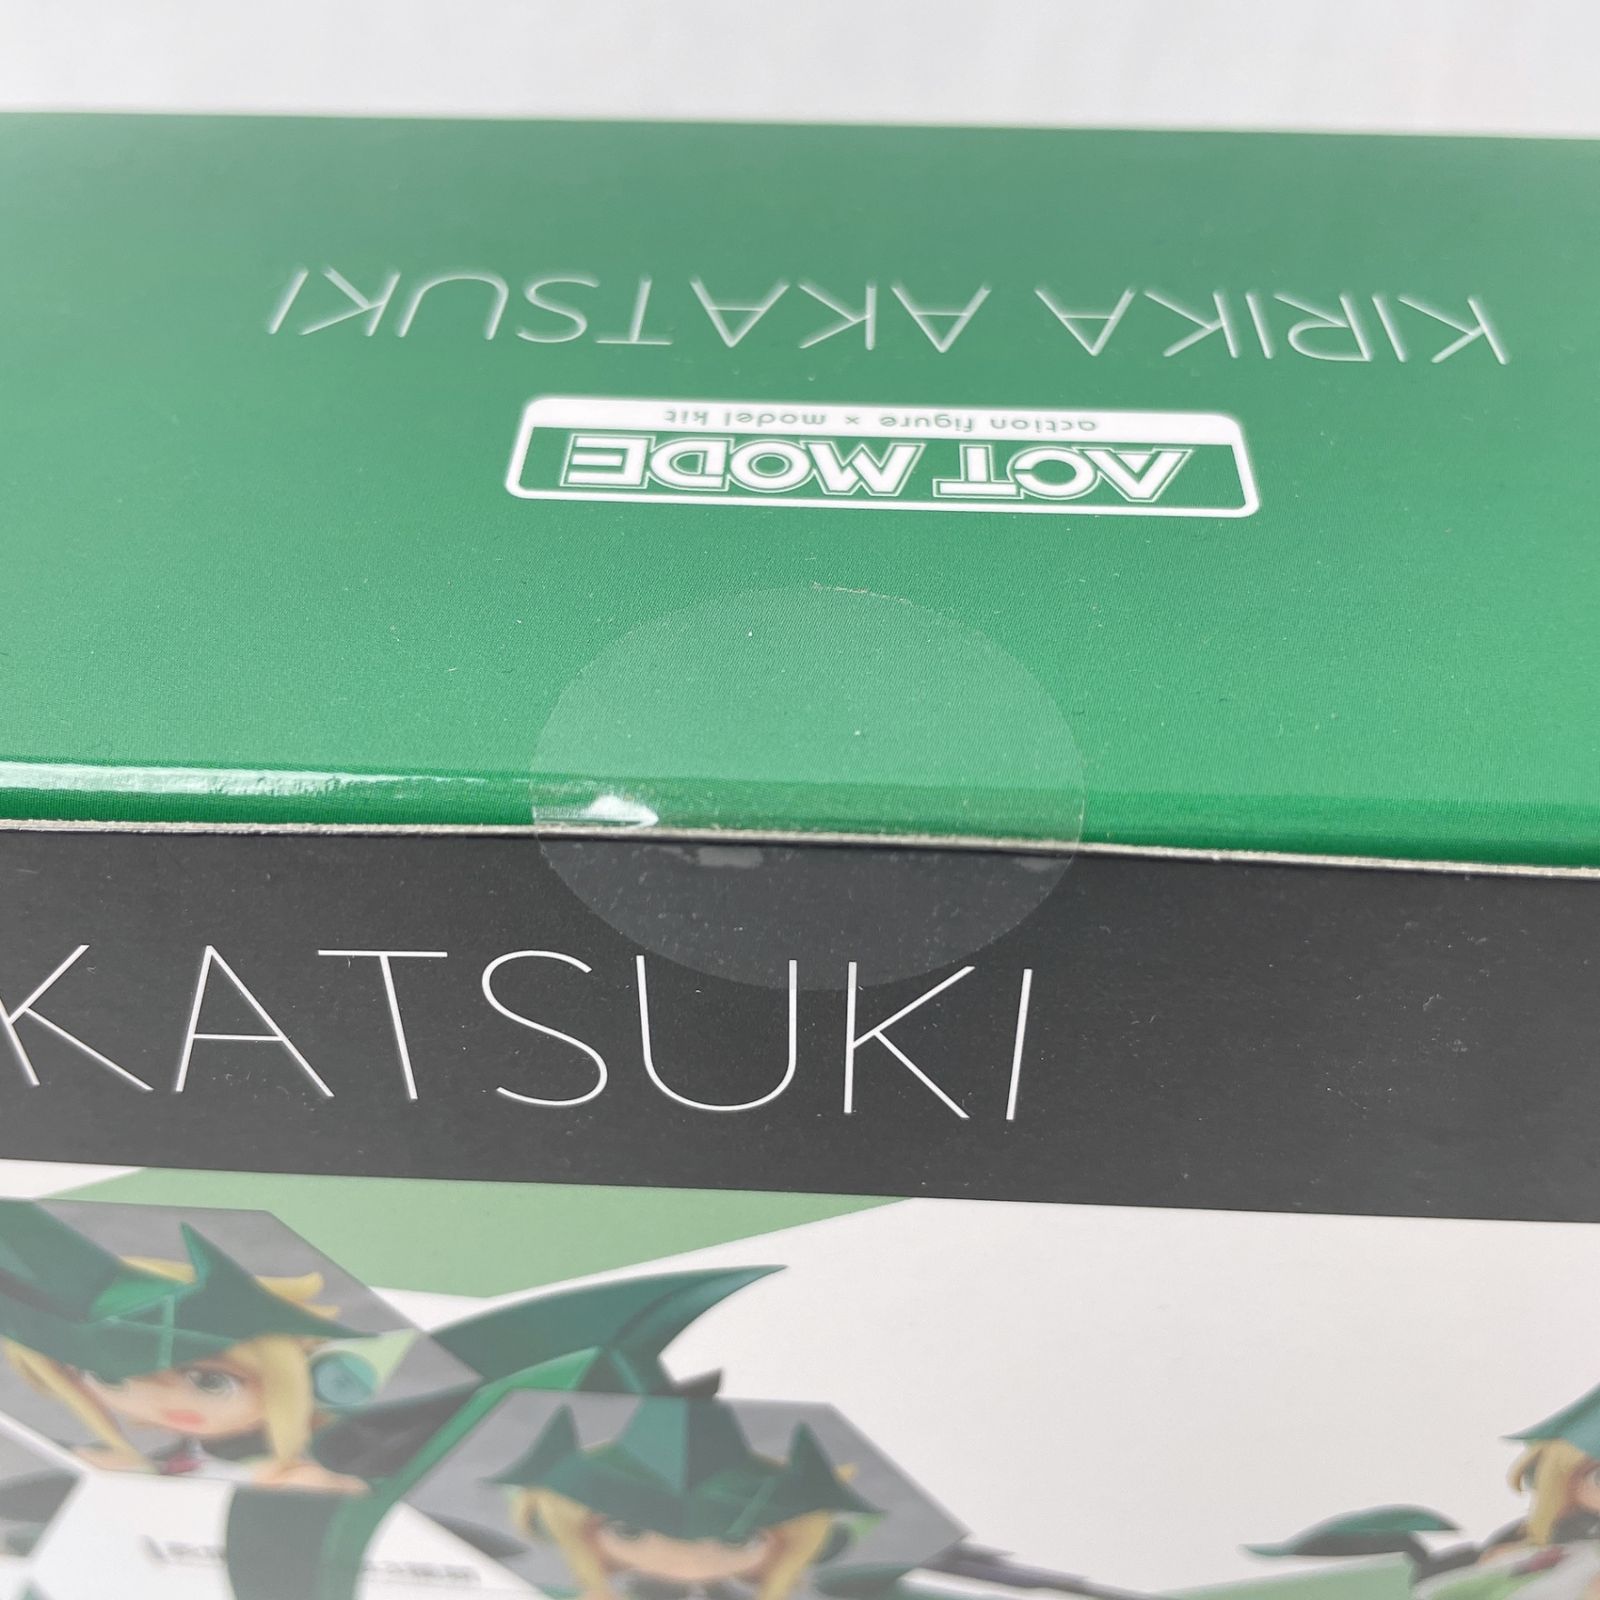 KIRIKA AKATSUKI
action figure × model kit
ACT MODE
KATSUKI